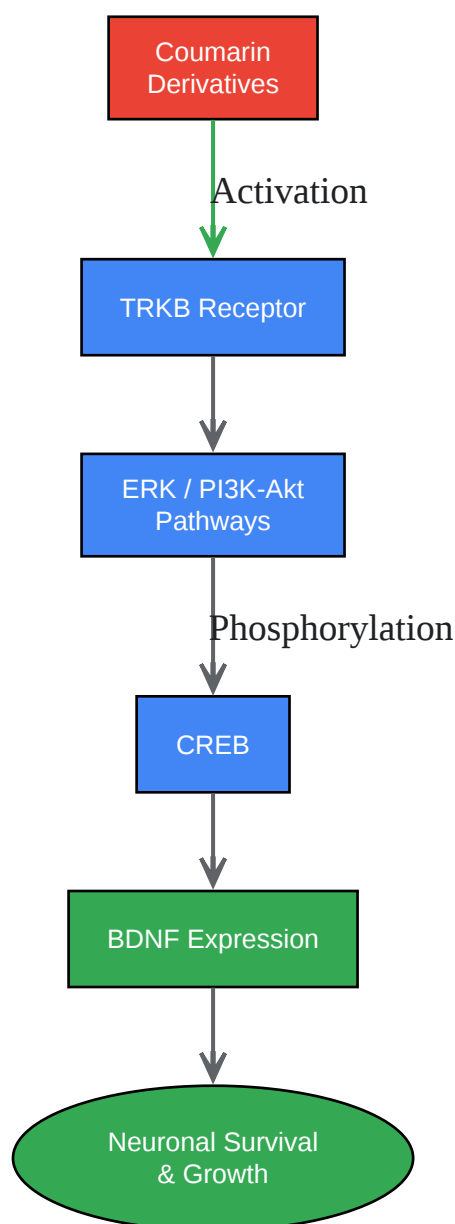 Coumarin
Derivatives
Activation
TRKB Receptor
ERK / PI3K-Akt
Pathways
Phosphorylation
CREB
BDNF Expression
Neuronal Survival
& Growth